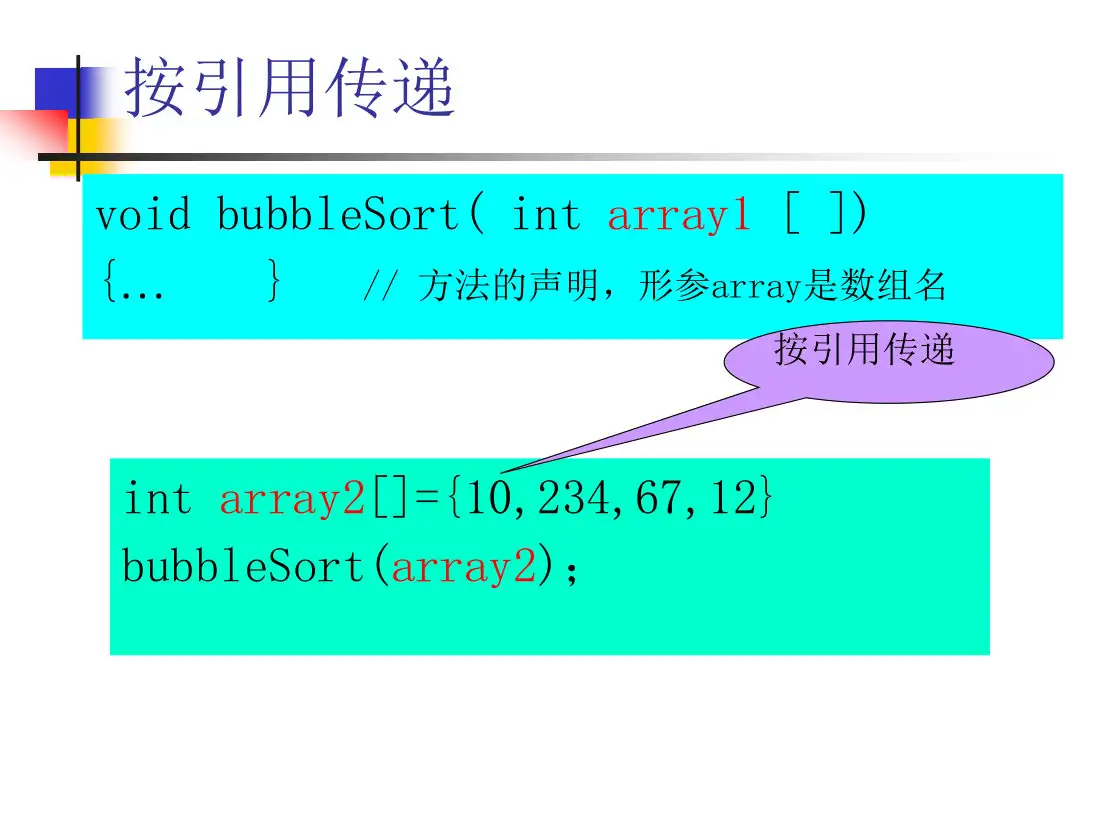 按引用传递
void bubbleSort( int array1 [ ])
{... } // 方法的声明，形参array是数组名
按引用传递
int array2[]={10,234,67,12}
bubbleSort(array2);